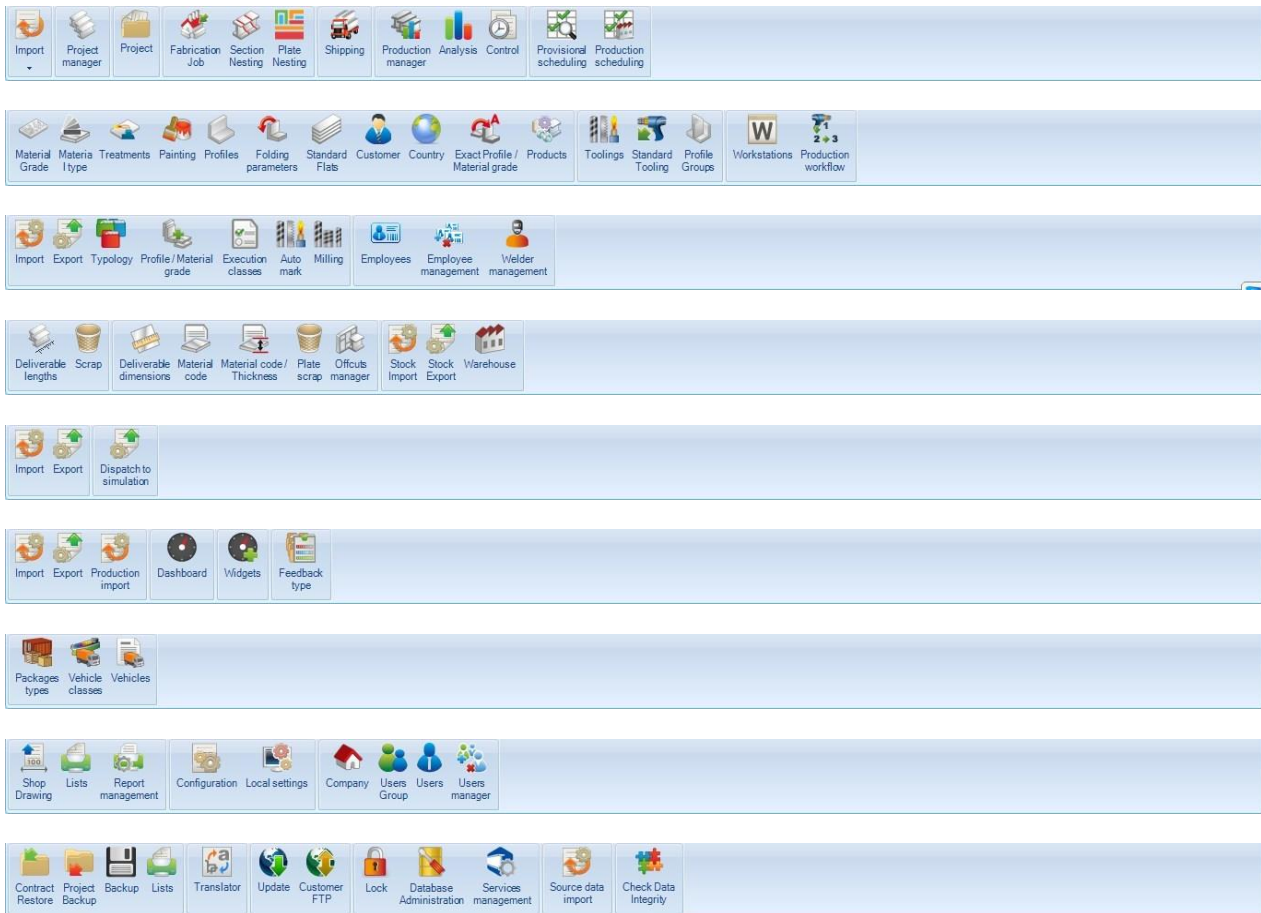 Import Project manager Project Fabrication Job Section Nesting Plate Nesting Shipping Production manager Analysis Control Provisional scheduling Production scheduling
Material Grade Materia l type Treatments Painting Profiles Folding parameters Standard Flats Customer Country Exact Profile / Material grade Products Toolings Standard Tooling Profile Groups W Workstations 1 2 3 Production workflow
Import Export Typology Profile / Material grade Execution classes Auto mark Milling Employees Employee management Welder management
Deliverable lengths Scrap Deliverable dimensions Material code Material code / Thickness Plate scrap Offcuts manager Stock Import Stock Export Warehouse
Import Export Dispatch to simulation
Import Export Production import Dashboard Widgets Feedback type
Packages types Vehicle classes Vehicles
100 Shop Drawing Lists Report management Configuration Local settings Company Users Group Users Users manager
Contract Restore Project Backup Backup Lists a b Translator Update Customer FTP Lock Database Administration Services management Source data import Check Data Integrity